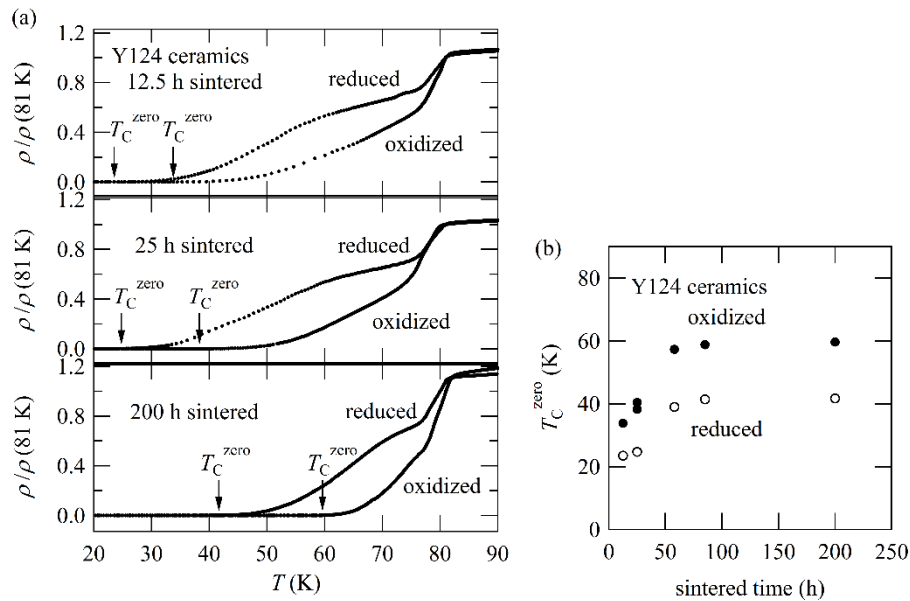 (a)
1.2
Y124 ceramics
12.5 h sintered
reduced
oxidized
T_C^zero T_C^zero
ρ/ρ (81 K)
0.8
0.4
0.0
1.2
25 h sintered
reduced
oxidized
T_C^zero T_C^zero
ρ/ρ (81 K)
0.8
0.4
0.0
1.2
200 h sintered
reduced
oxidized
T_C^zero T_C^zero
ρ/ρ (81 K)
0.8
0.4
0.0
20 30 40 50 60 70 80 90
T (K)
(b)
Y124 ceramics
oxidized
reduced
T_C^zero (K)
80
60
40
20
0
0 50 100 150 200 250
sintered time (h)